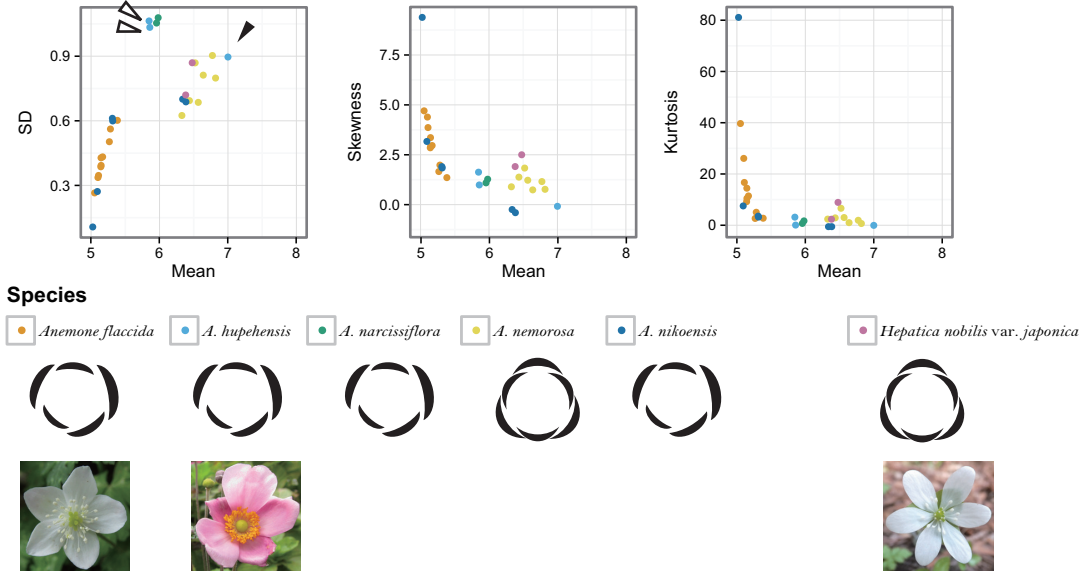 SD
0.9
0.6
0.3
5
6
7
8
Mean
Skewness
7.5
5.0
2.5
0.0
5
6
7
8
Mean
Kurtosis
80
60
40
20
0
5
6
7
8
Mean
Species
Anemone flaccida
A. hupehensis
A. narcissiflora
A. nemorosa
A. nikoensis
Hepatica nobilis var. japonica